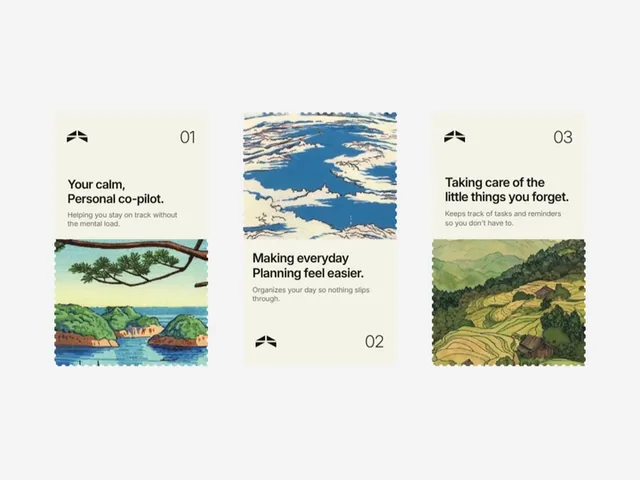 01
Your calm,
Personal co-pilot.
Helping you stay on track without
the mental load.
Making everyday
Planning feel easier.
Organizes your day so nothing slips
through.
02
03
Taking care of the
little things you forget.
Keeps track of tasks and reminders
so you don't have to.